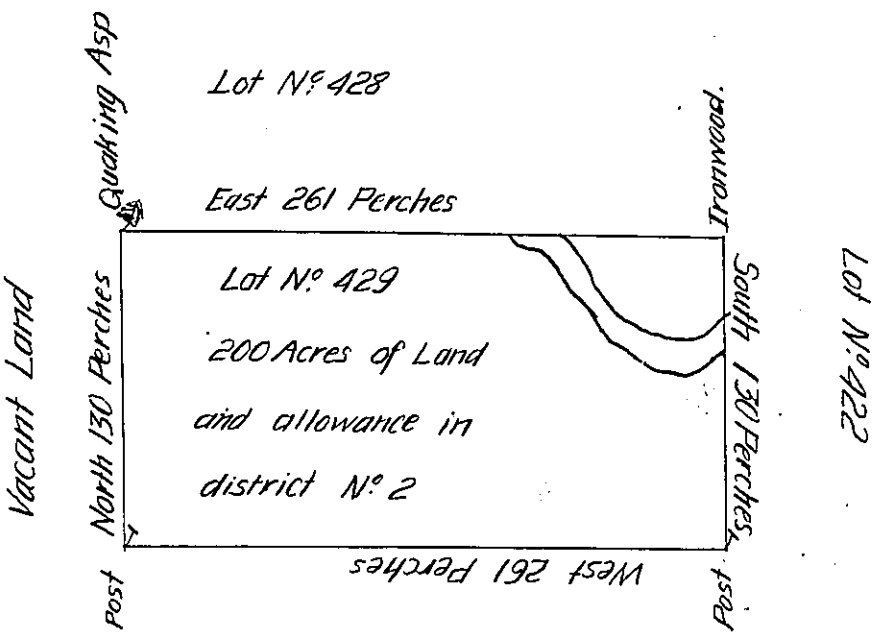 Quaking Asp
Lot Nº 428
Ironwood.
East 261 Perches
Vacant Land
North 130 Perches
Lot Nº 429
200 Acres of Land
and allowance in
district Nº 2
South 130 Perches,
Lot Nº 422
West 261 Perches
Post
Post